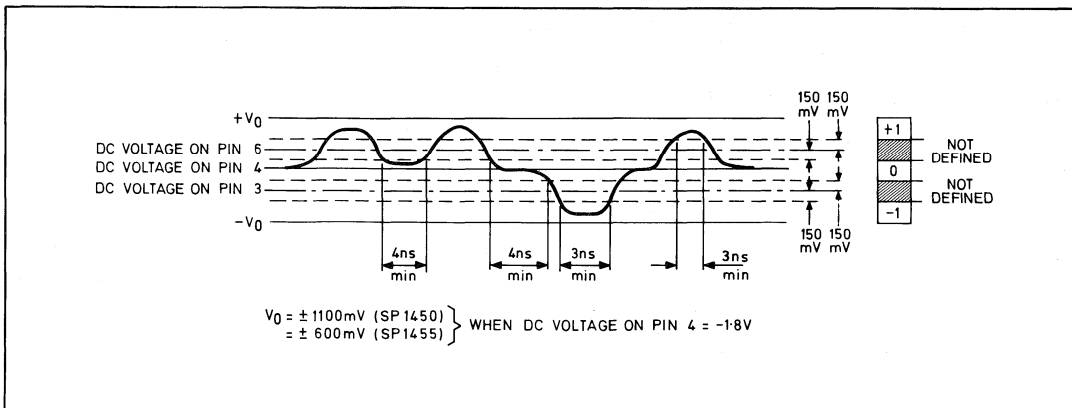 150 150
mV mV
+V₀
DC VOLTAGE ON PIN 6
DC VOLTAGE ON PIN 4
DC VOLTAGE ON PIN 3
-V₀
+1
NOT
DEFINED
0
NOT
DEFINED
-1
150 150
mV mV
4ns
min
4ns
min
3ns
min
3ns
min
V₀ = ± 1100mV (SP1450)
= ± 600mV (SP1455)
} WHEN DC VOLTAGE ON PIN 4 = -1·8V